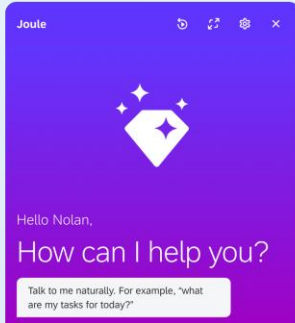 Joule
Hello Nolan,
How can I help you?
Talk to me naturally. For example, “what
are my tasks for today?”